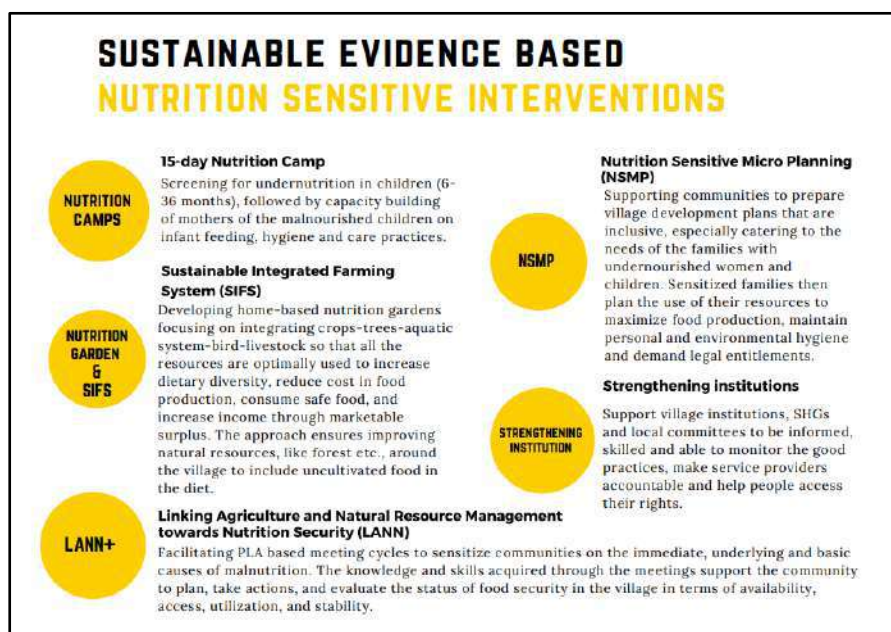 SUSTAINABLE EVIDENCE BASED
NUTRITION SENSITIVE INTERVENTIONS
NUTRITION
CAMPS
15-day Nutrition Camp
Screening for undernutrition in children (6-
36 months), followed by capacity building
of mothers of the malnourished children on
infant feeding, hygiene and care practices.
NUTRITION
GARDEN
&
SIFS
Sustainable Integrated Farming
System (SIFS)
Developing home-based nutrition gardens
focusing on integrating crops-trees-aquatic
system-bird-livestock so that all the
resources are optimally used to increase
dietary diversity, reduce cost in food
production, consume safe food, and
increase income through marketable
surplus. The approach ensures improving
natural resources, like forest etc., around
the village to include uncultivated food in
the diet.
NSMP
Nutrition Sensitive Micro Planning
(NSMP)
Supporting communities to prepare
village development plans that are
inclusive, especially catering to the
needs of the families with
undernourished women and
children. Sensitized families then
plan the use of their resources to
maximize food production, maintain
personal and environmental hygiene
and demand legal entitlements.
STRENGTHENING
INSTITUTION
Strengthening institutions
Support village institutions, SHGs
and local committees to be informed,
skilled and able to monitor the good
practices, make service providers
accountable and help people access
their rights.
LANN+
Linking Agriculture and Natural Resource Management
towards Nutrition Security (LANN)
Facilitating PLA based meeting cycles to sensitize communities on the immediate, underlying and basic
causes of malnutrition. The knowledge and skills acquired through the meetings support the community
to plan, take actions, and evaluate the status of food security in the village in terms of availability,
access, utilization, and stability.